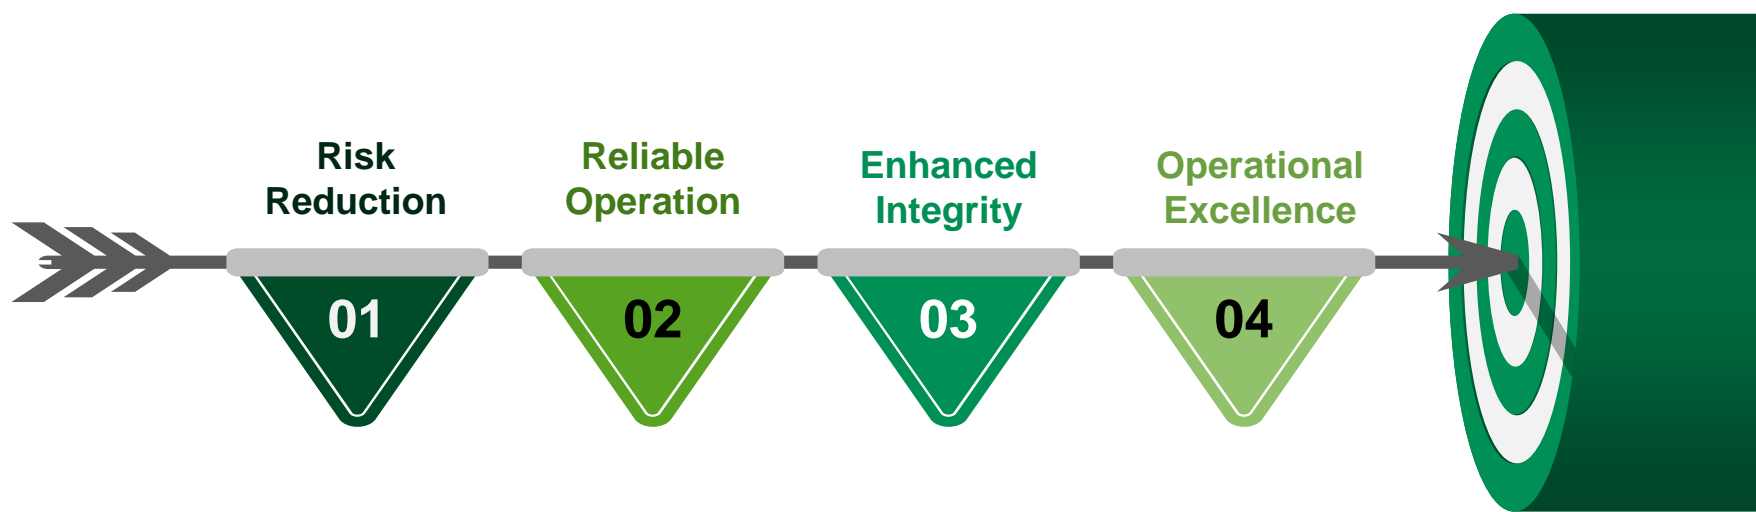 Risk
Reduction
Reliable
Operation
Enhanced
Integrity
Operational
Excellence
01
02
03
04